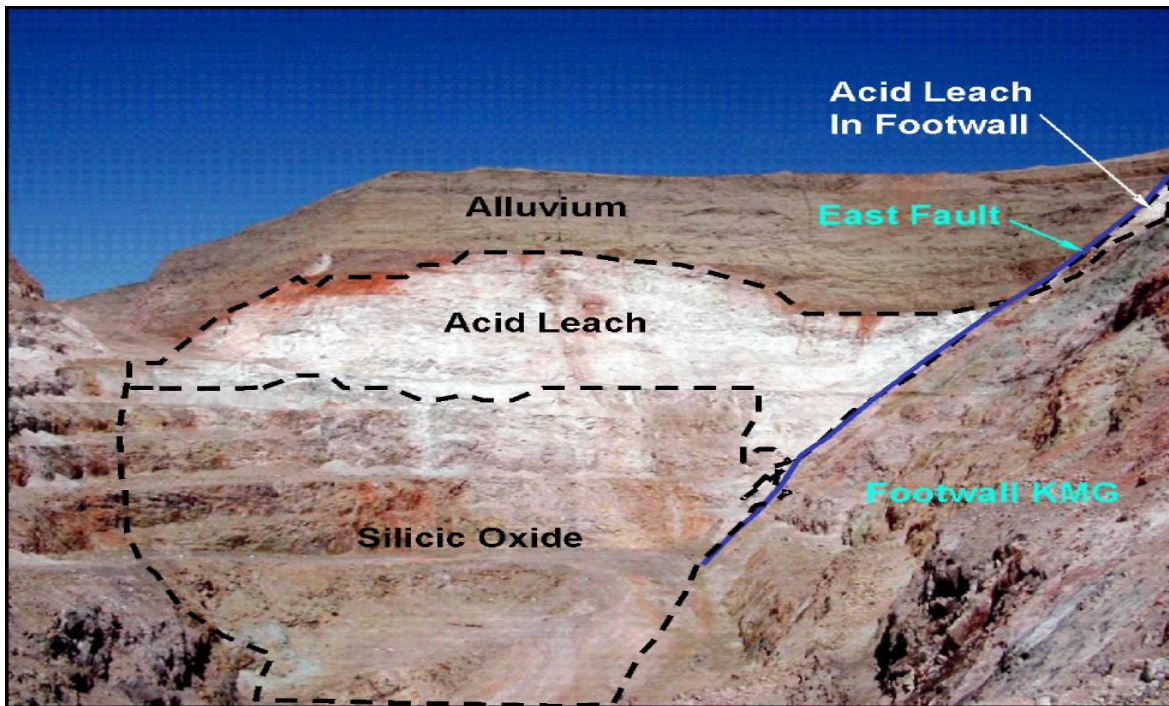 Acid Leach
In Footwall
Alluvium
East Fault
Acid Leach
Footwall KMG
Silicic Oxide